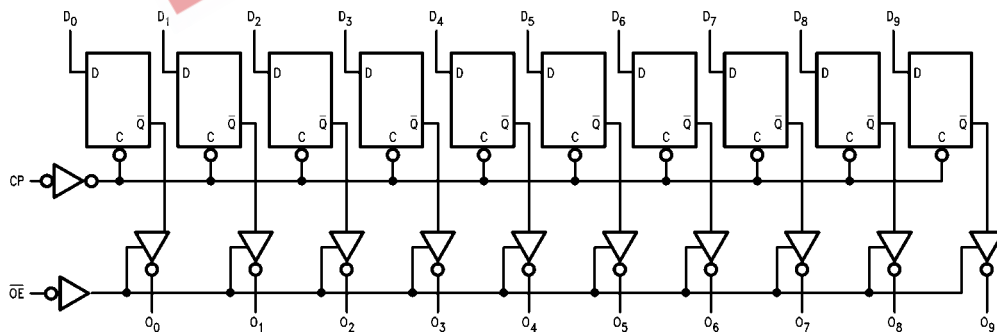 D₀ D₁ D₂ D₃ D₄ D₅ D₆ D₇ D₈ D₉
D D D D D D D D D D
Q̅ Q̅ Q̅ Q̅ Q̅ Q̅ Q̅ Q̅ Q̅ Q̅
C C C C C C C C C C
CP
O̅E̅
O₀ O₁ O₂ O₃ O₄ O₅ O₆ O₇ O₈ O₉